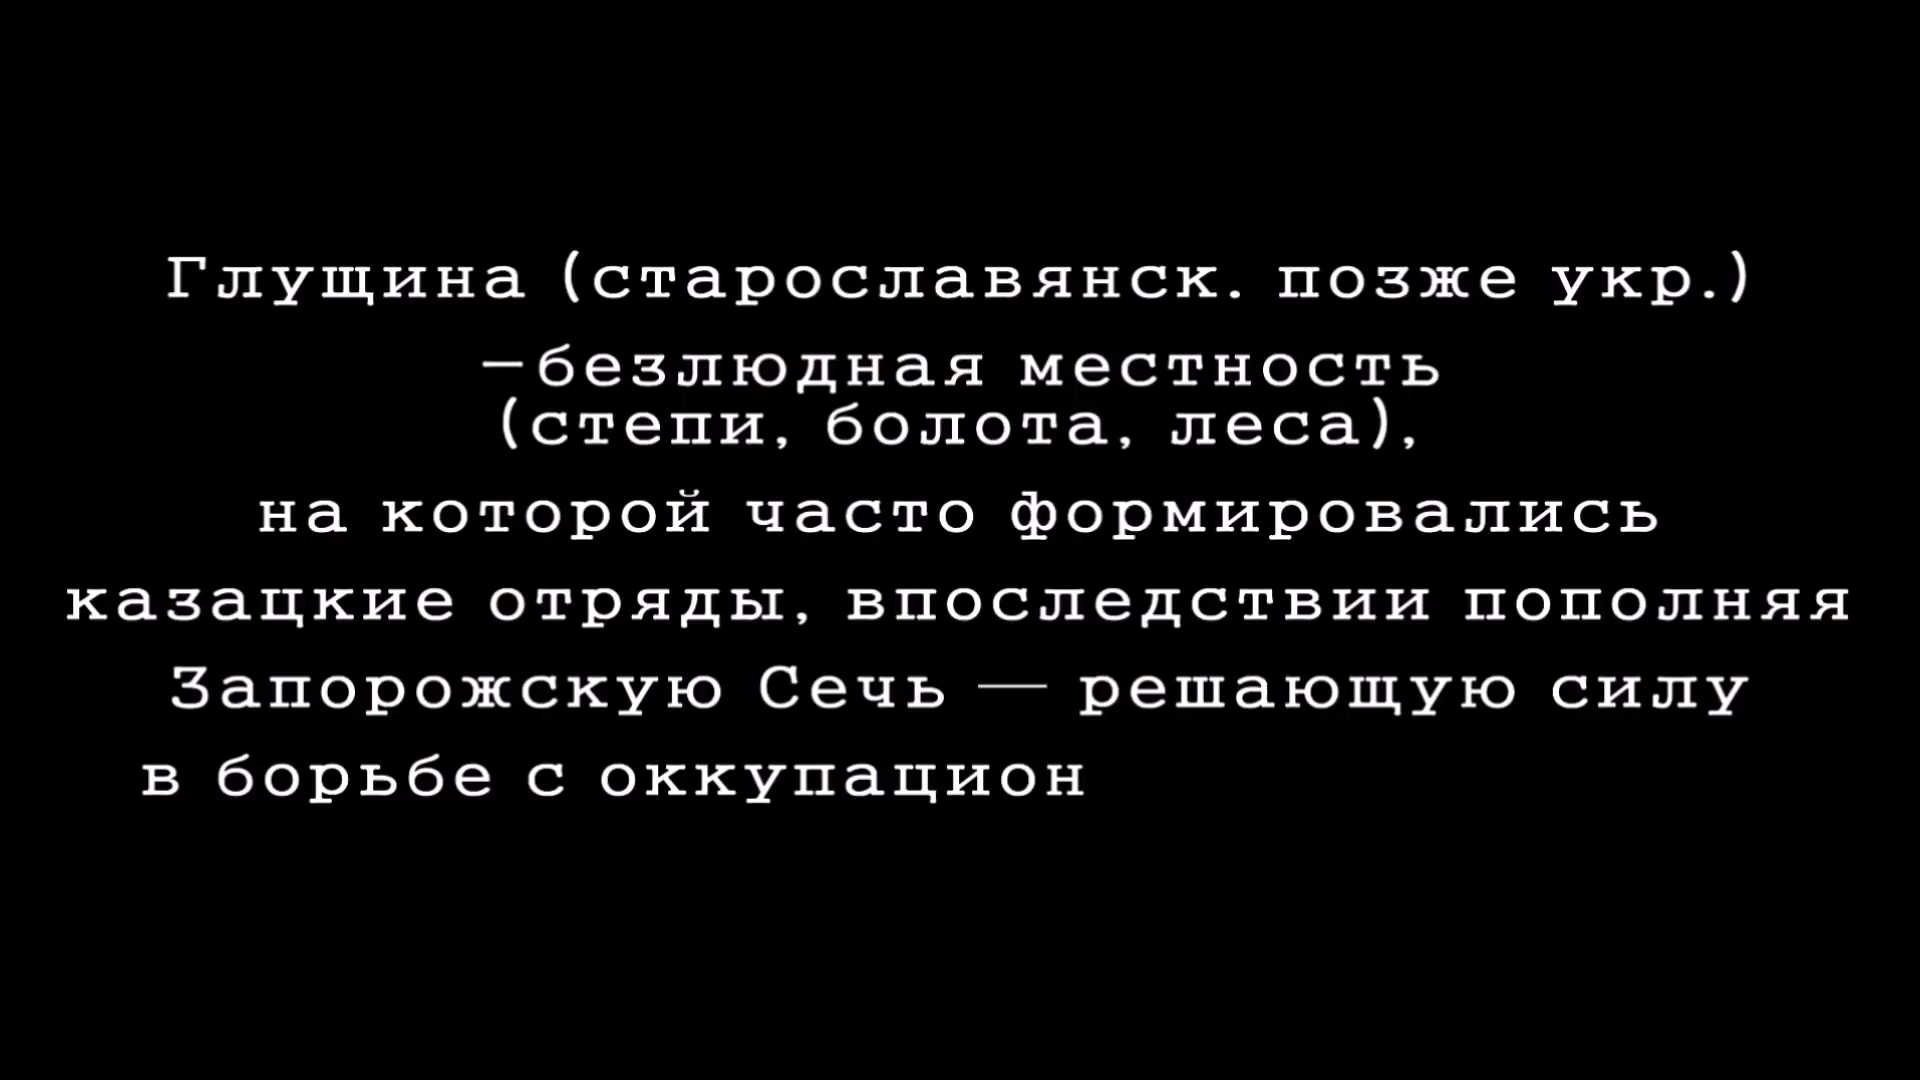 Глущина (старославянск. позже укр.)
—безлюдная местность
(степи, болота, леса),
на которой часто формировались
казацкие отряды, впоследствии пополняя
Запорожскую Сечь — решающую силу
в борьбе с оккупацион